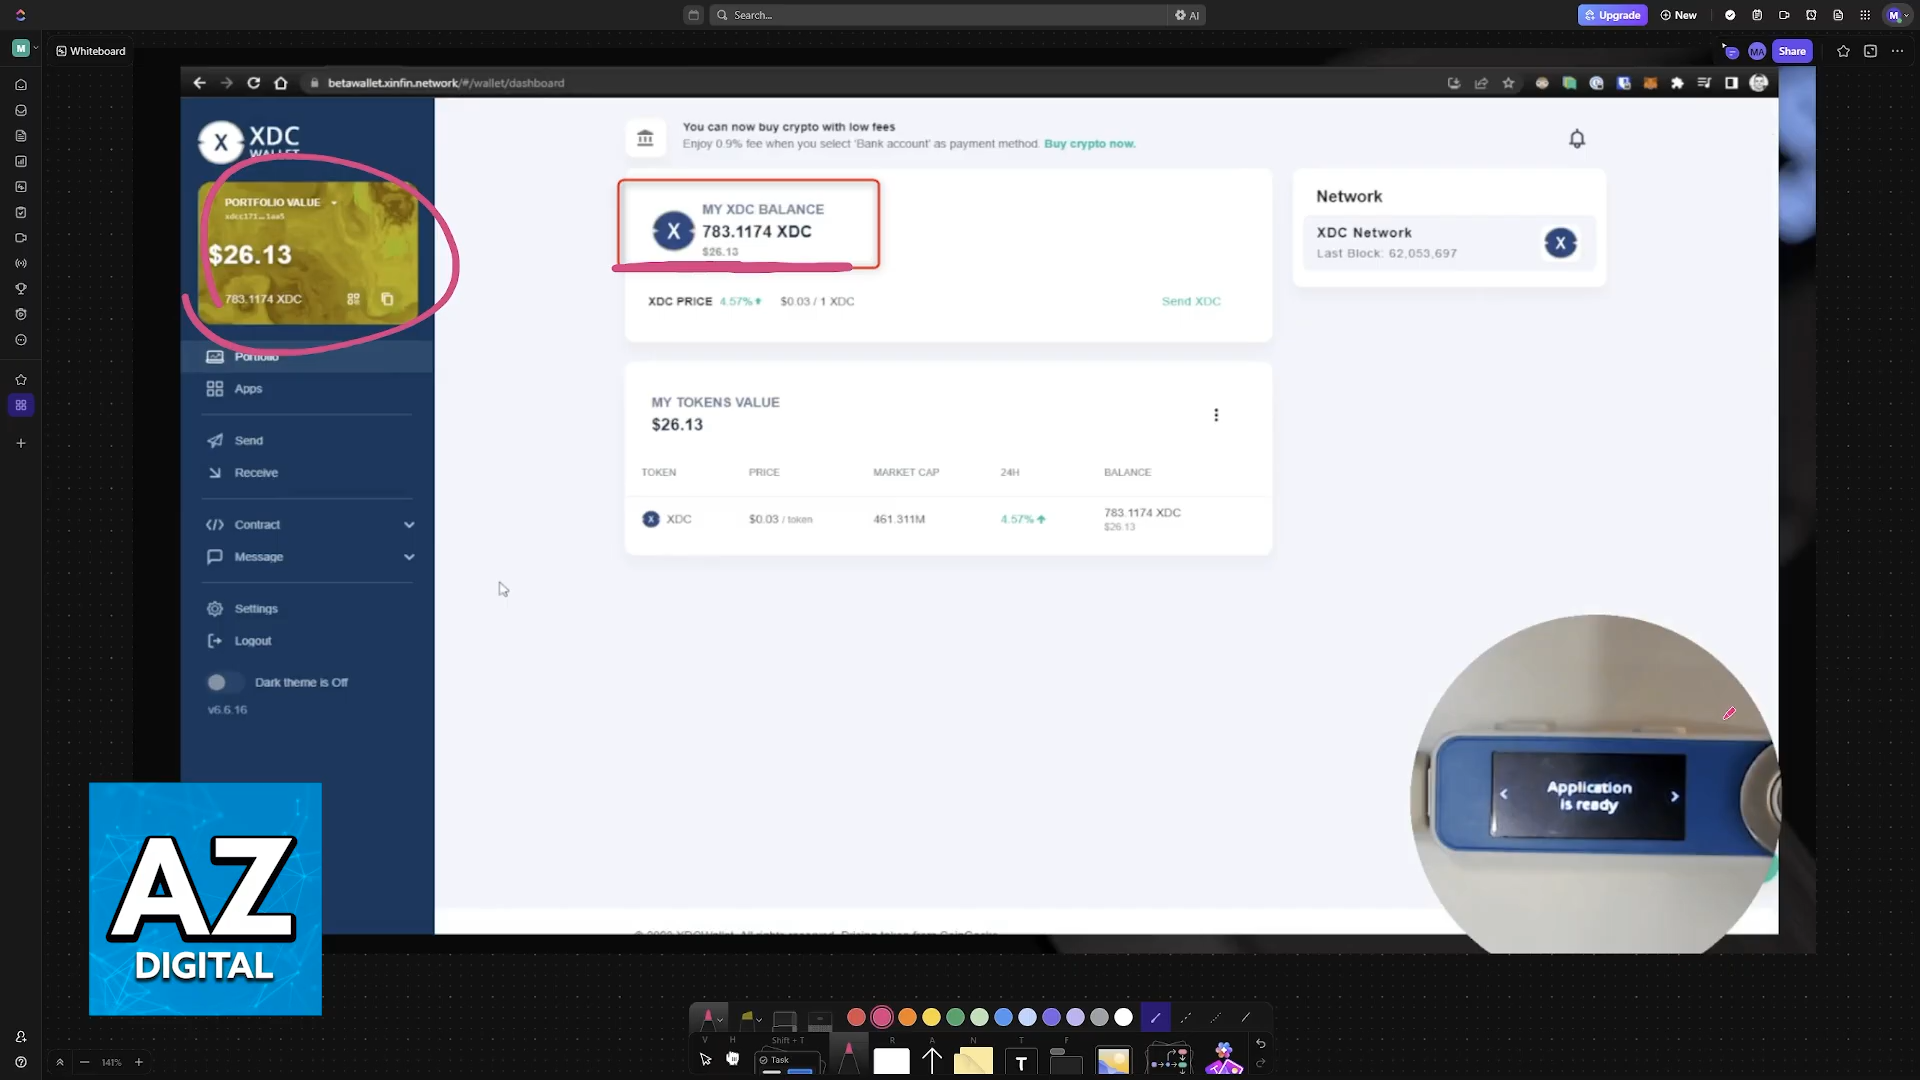 Search...
AI
Upgrade
New
M
M
Whiteboard
MA
Share
betawallet.xinfin.network/#/wallet/dashboard
XDC
WALLET
You can now buy crypto with low fees
Enjoy 0.9% fee when you select 'Bank account' as payment method. Buy crypto now.
PORTFOLIO VALUE
$26.13
783.1174 XDC
MY XDC BALANCE
783.1174 XDC
$26.13
XDC PRICE 4.57% $0.03 / 1 XDC
Send XDC
Network
XDC Network
Last Block: 62,053,697
Portfolio
Apps
Send
Receive
Contract
Message
Settings
Logout
Dark theme is Off
v6.6.16
MY TOKENS VALUE
$26.13
TOKEN PRICE MARKET CAP 24H BALANCE
XDC $0.03 / token 461.311M 4.57% 783.1174 XDC
$26.13
Application
is ready
AZ
DIGITAL
V H Shift + T R A N T F
Task
T
141%